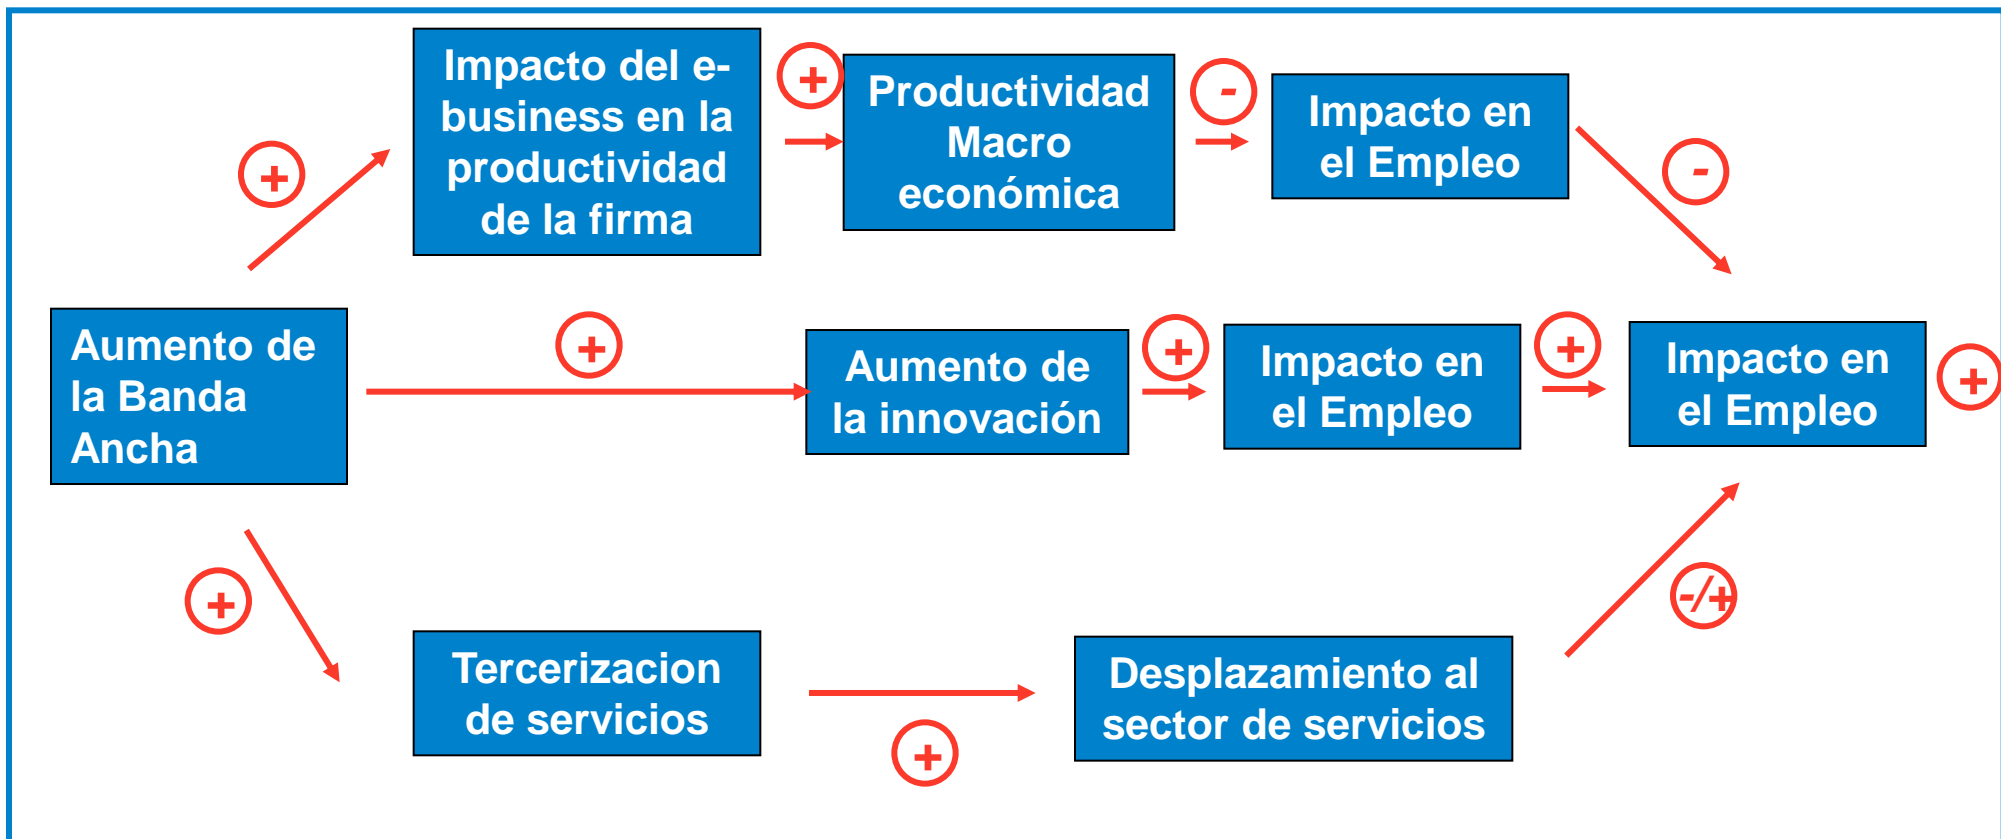 Impacto del e-
business en la
productividad
de la firma
+
Productividad
Macro
económica
-
Impacto en
el Empleo
+
-
Aumento de
la Banda
Ancha
+
Aumento de
la innovación
+
Impacto en
el Empleo
+
Impacto en
el Empleo
+
+
Tercerizacion
de servicios
+
Desplazamiento al
sector de servicios
-/+